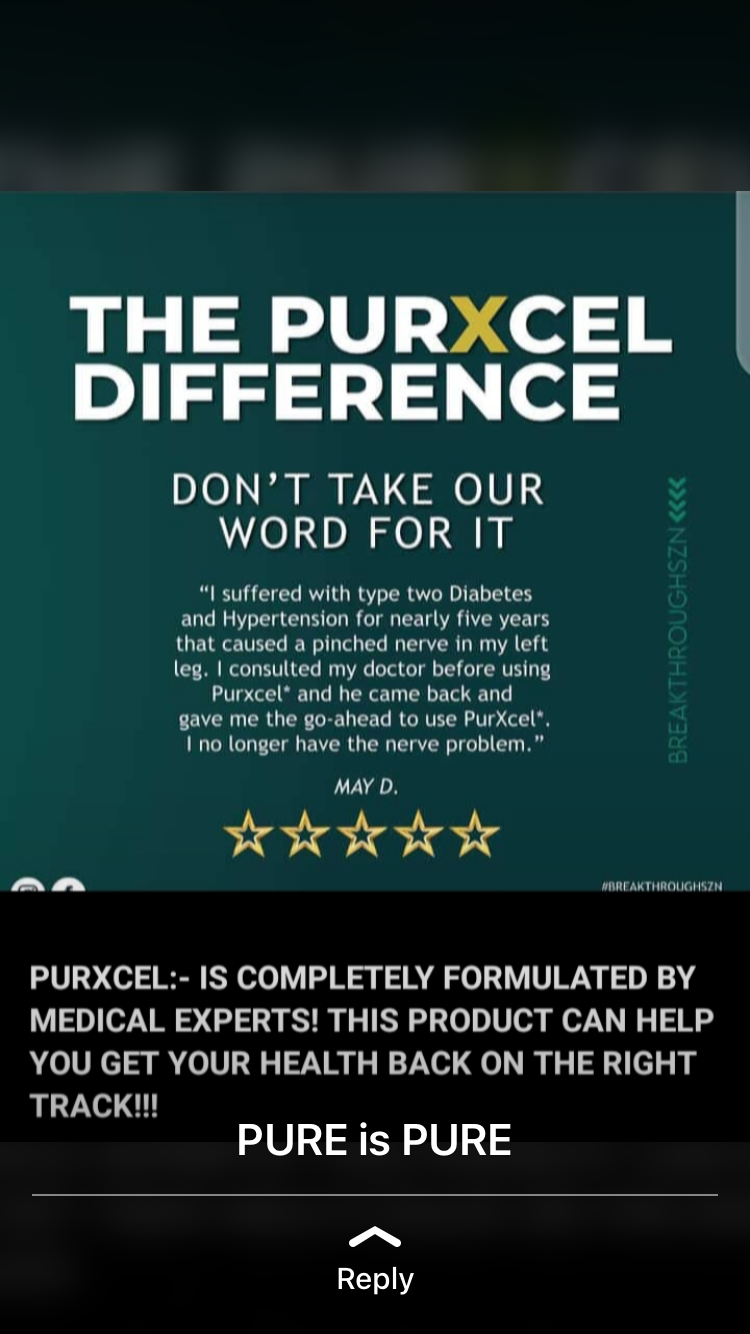 THE PURXCEL
DIFFERENCE
DON'T TAKE OUR
WORD FOR IT
“I suffered with type two Diabetes
and Hypertension for nearly five years
that caused a pinched nerve in my left
leg. I consulted my doctor before using
Purxcel* and he came back and
gave me the go-ahead to use PurXcel*.
I no longer have the nerve problem.”
MAY D.
BREAKTHROUGHSZN
#BREAKTHROUGHSZN
PURXCEL:- IS COMPLETELY FORMULATED BY
MEDICAL EXPERTS! THIS PRODUCT CAN HELP
YOU GET YOUR HEALTH BACK ON THE RIGHT
TRACK!!!
PURE is PURE
Reply